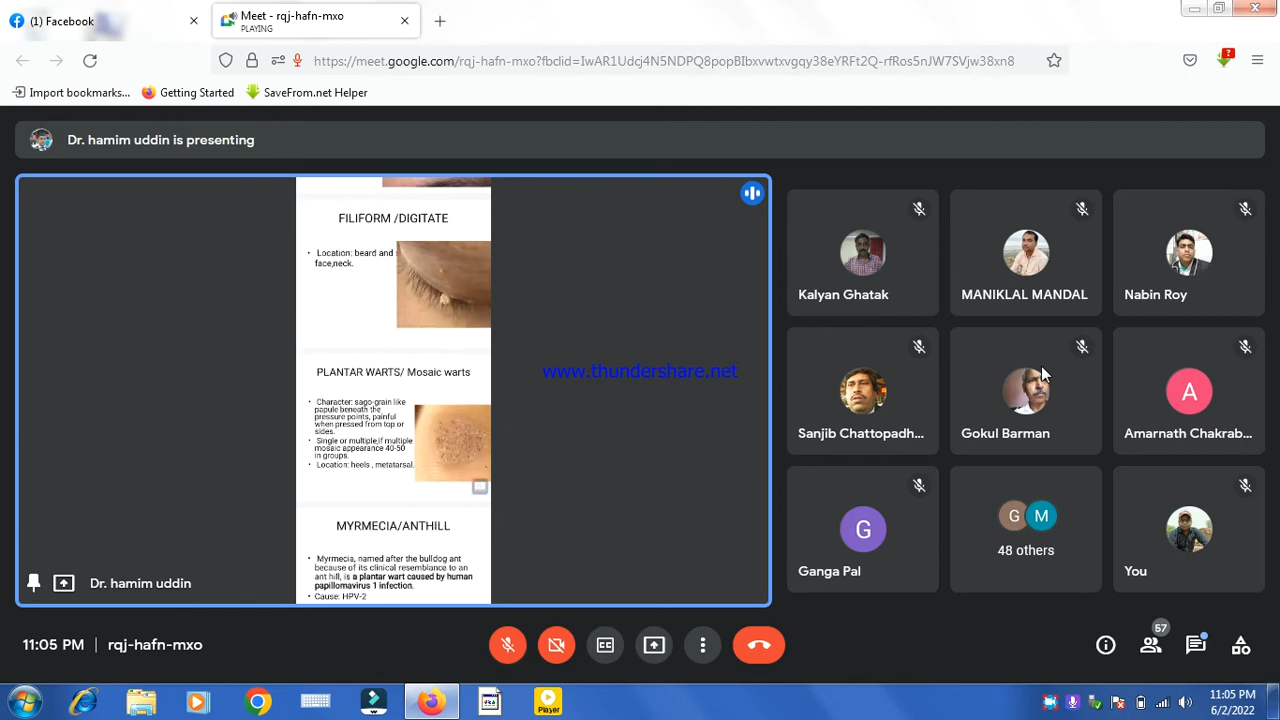 (1) Facebook
Meet - rqj-hafn-mxo
PLAYING
https://meet.google.com/rqj-hafn-mxo?fbclid=IwAR1Udcj4N5NDPQ8popBIbxvwtxvgqy38eYRFt2Q-rfRos5nJW7SVjw38xn8
Import bookmarks...
Getting Started
SaveFrom.net Helper
Dr. hamim uddin is presenting
FILIFORM /DIGITATE
• Location: beard and
face,neck.
PLANTAR WARTS/ Mosaic warts
• Character: sago-grain like
papule beneath the
pressure points, painful
when pressed from top or
sides.
• Single or multiple,if multiple
mosaic appearance 40-50
in groups.
• Location: heels , metatarsal.
MYRMECIA/ANTHILL
• Myrmecia, named after the bulldog ant
because of its clinical resemblance to an
ant hill, is a plantar wart caused by human
papillomavirus 1 infection.
• Cause: HPV-2
www.thundershare.net
Dr. hamim uddin
Kalyan Ghatak
MANIKLAL MANDAL
Nabin Roy
Sanjib Chattopadh...
Gokul Barman
A
Amarnath Chakrab...
G
Ganga Pal
G M
48 others
You
11:05 PM | rqj-hafn-mxo
57
Player
11:05 PM
6/2/2022